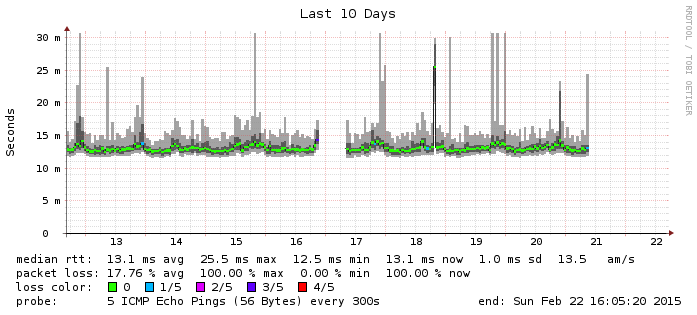 Last 10 Days
RRDTOOL / TOBI OETIKER
Seconds
30 m
25 m
20 m
15 m
10 m
5 m
0
13 14 15 16 17 18 19 20 21 22
median rtt: 13.1 ms avg 25.5 ms max 12.5 ms min 13.1 ms now 1.0 ms sd 13.5 am/s
packet loss: 17.76 % avg 100.00 % max 0.00 % min 100.00 % now
loss color: 0 1/5 2/5 3/5 4/5
probe: 5 ICMP Echo Pings (56 Bytes) every 300s end: Sun Feb 22 16:05:20 2015